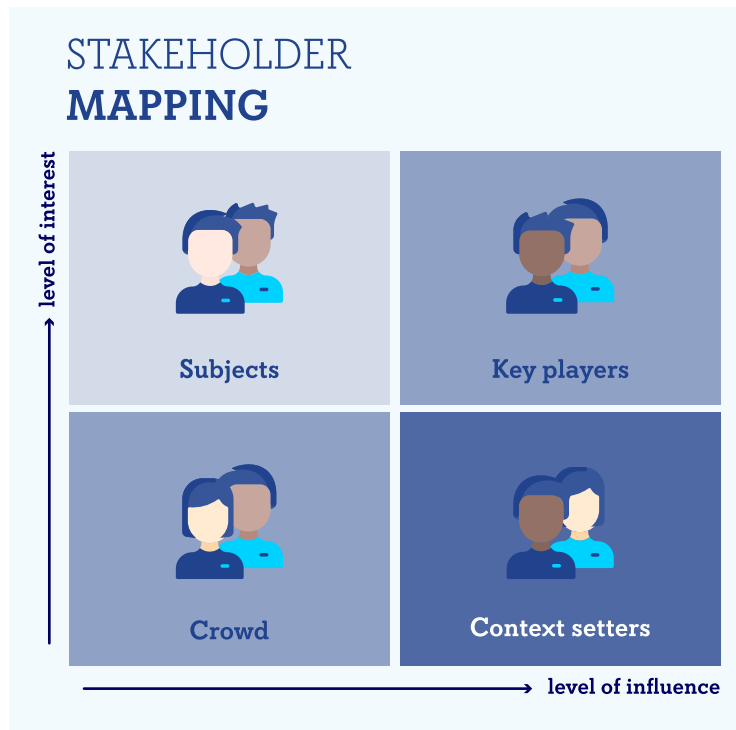 STAKEHOLDER
MAPPING
level of interest
Subjects
Key players
Crowd
Context setters
level of influence